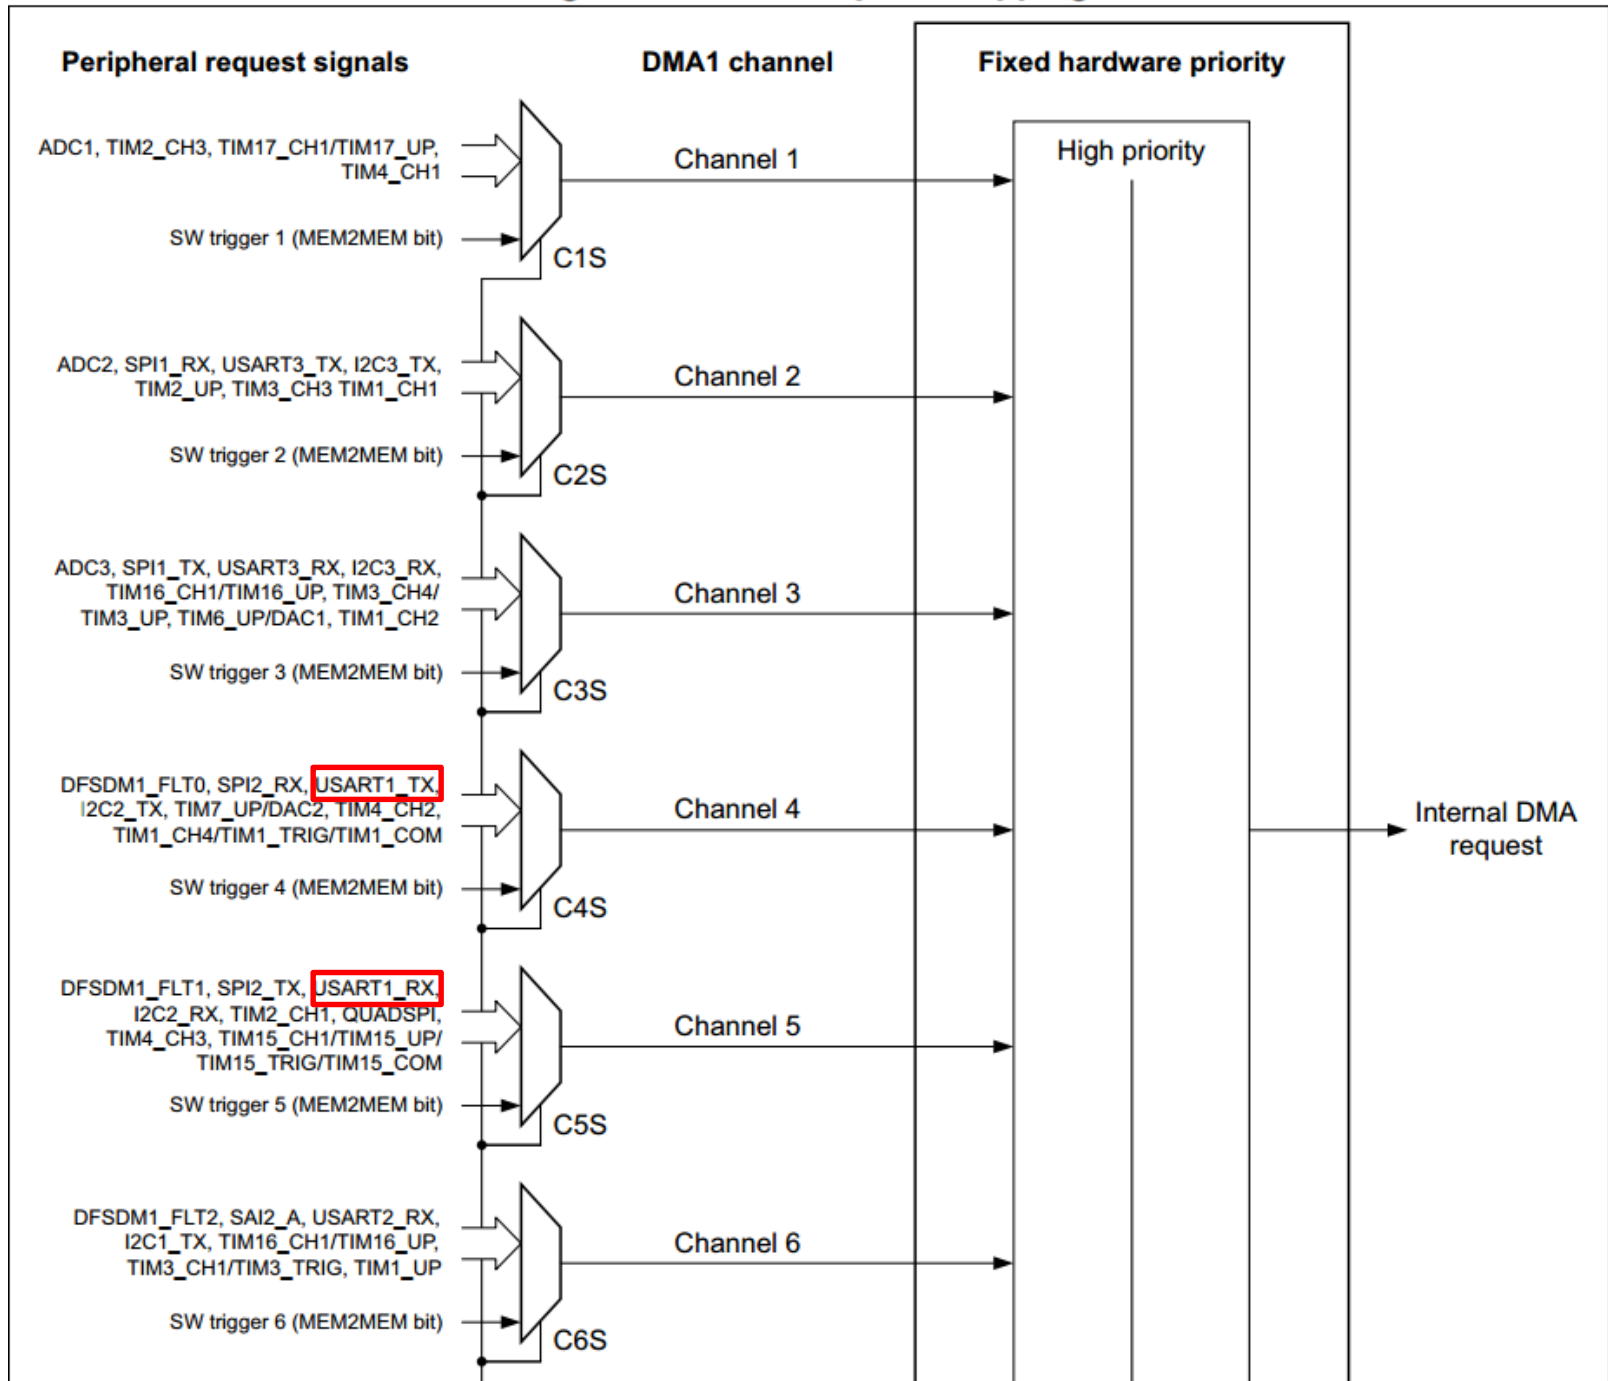 Peripheral request signals
DMA1 channel
Fixed hardware priority
High priority
ADC1, TIM2_CH3, TIM17_CH1/TIM17_UP,
TIM4_CH1
Channel 1
SW trigger 1 (MEM2MEM bit)
C1S
ADC2, SPI1_RX, USART3_TX, I2C3_TX,
TIM2_UP, TIM3_CH3 TIM1_CH1
Channel 2
SW trigger 2 (MEM2MEM bit)
C2S
ADC3, SPI1_TX, USART3_RX, I2C3_RX,
TIM16_CH1/TIM16_UP, TIM3_CH4/
TIM3_UP, TIM6_UP/DAC1, TIM1_CH2
Channel 3
SW trigger 3 (MEM2MEM bit)
C3S
DFSDM1_FLT0, SPI2_RX, USART1_TX,
I2C2_TX, TIM7_UP/DAC2, TIM4_CH2,
TIM1_CH4/TIM1_TRIG/TIM1_COM
Channel 4
Internal DMA
request
SW trigger 4 (MEM2MEM bit)
C4S
DFSDM1_FLT1, SPI2_TX, USART1_RX,
I2C2_RX, TIM2_CH1, QUADSPI,
TIM4_CH3, TIM15_CH1/TIM15_UP/
TIM15_TRIG/TIM15_COM
Channel 5
SW trigger 5 (MEM2MEM bit)
C5S
DFSDM1_FLT2, SAI2_A, USART2_RX,
I2C1_TX, TIM16_CH1/TIM16_UP,
TIM3_CH1/TIM3_TRIG, TIM1_UP
Channel 6
SW trigger 6 (MEM2MEM bit)
C6S